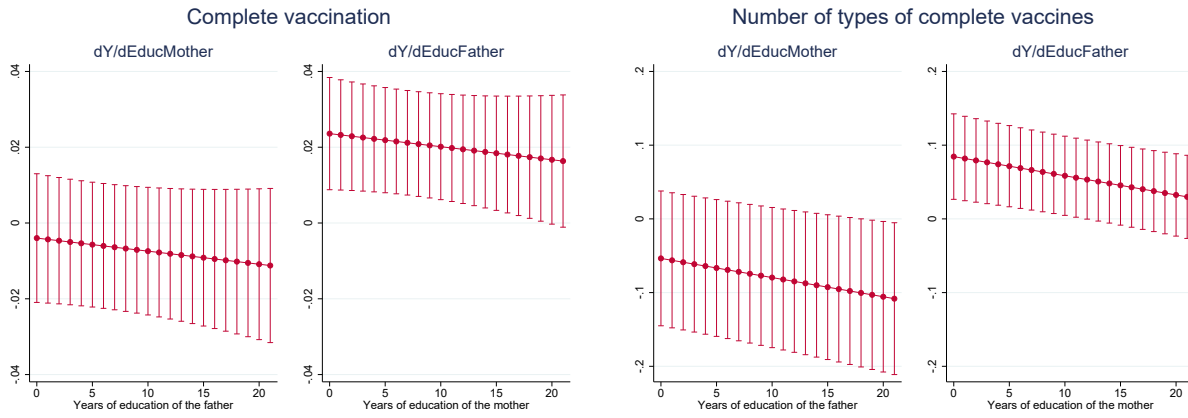 Complete vaccination
Number of types of complete vaccines
dY/dEducMother
dY/dEducFather
dY/dEducMother
dY/dEducFather
.04
.02
0
-.02
-.04
0 5 10 15 20
Years of education of the father
.04
.02
0
-.02
-.04
0 5 10 15 20
Years of education of the mother
.2
.1
0
-.1
-.2
0 5 10 15 20
Years of education of the father
.2
.1
0
-.1
-.2
0 5 10 15 20
Years of education of the mother